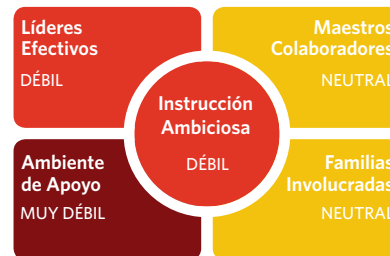 Líderes
Efectivos
DÉBIL
Maestros
Colaboradores
NEUTRAL
Instrucción
Ambiciosa
DÉBIL
Ambiente
de Apoyo
MUY DÉBIL
Familias
Involucradas
NEUTRAL